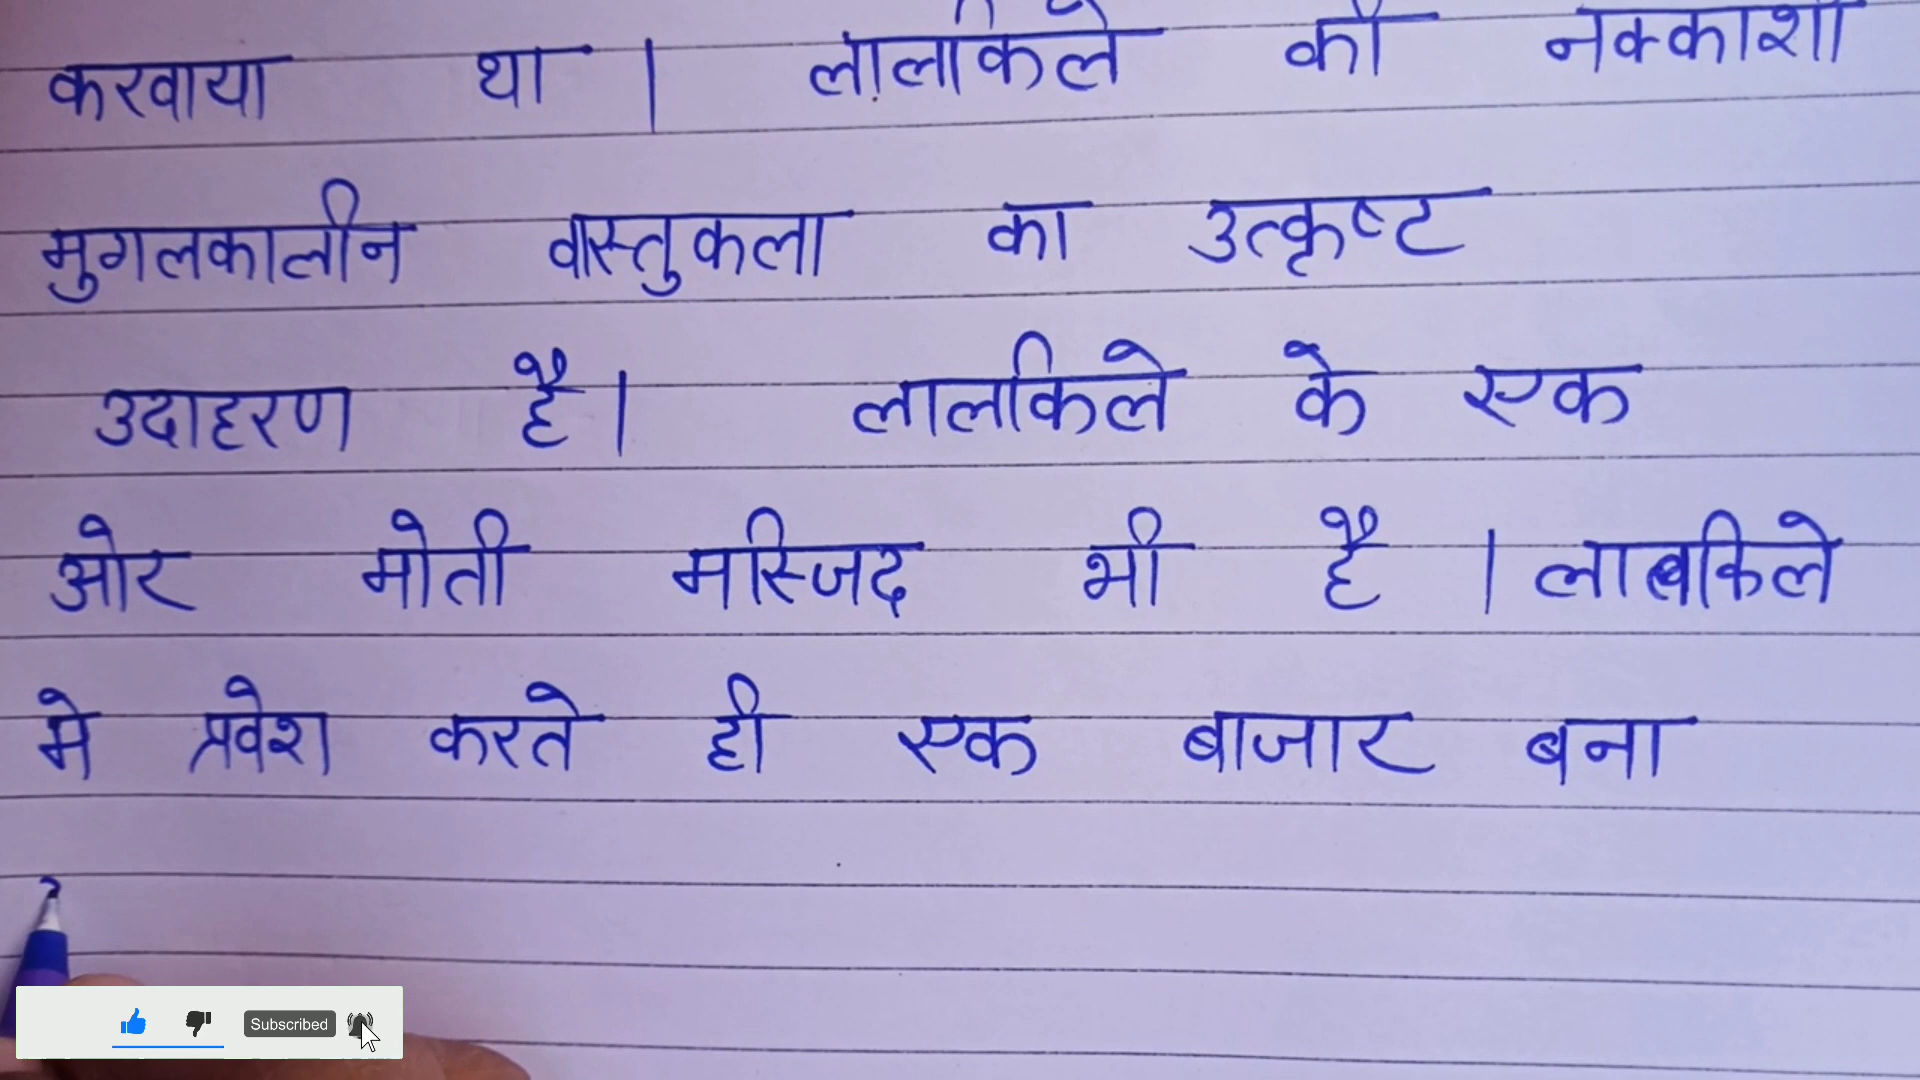 करवाया था | लालकिले की नक्काशी
मुगलकालीन वास्तुकला का उत्कृष्ट
उदाहरण है | लालकिले के एक
ओर मोती मस्जिद भी है | लालकिले
मे प्रवेश करते ही एक बाजार बना
Subscribed